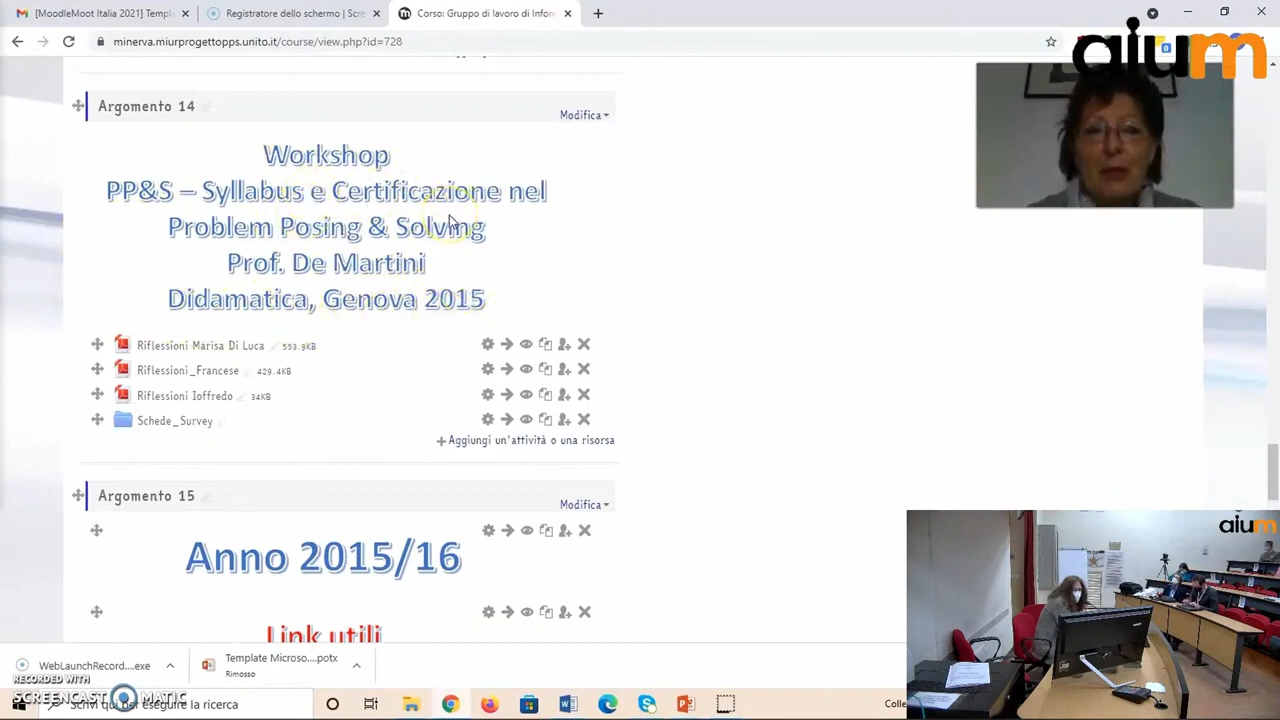 [MoodleMoot Italia 2021] Templ
Registratore dello schermo | Scre
Corso: Gruppo di lavoro di Inform
minerva.miurprogettopps.unito.it/course/view.php?id=728
aium
Argomento 14
Modifica
Workshop
PP&S – Syllabus e Certificazione nel
Problem Posing & Solving
Prof. De Martini
Didamatica, Genova 2015
Riflessioni Marisa Di Luca 553.9KB
Riflessioni_Francese 429.4KB
Riflessioni Ioffredo 34KB
Schede_Survey
Aggiungi un'attività o una risorsa
Argomento 15
Modifica
Anno 2015/16
Link utili
aium
WebLaunchRecord....exe
Template Microso....potx
Rimosso
RECORDED WITH
SCREENCAST MATIC
Scrivi qui per eseguire la ricerca
Colle